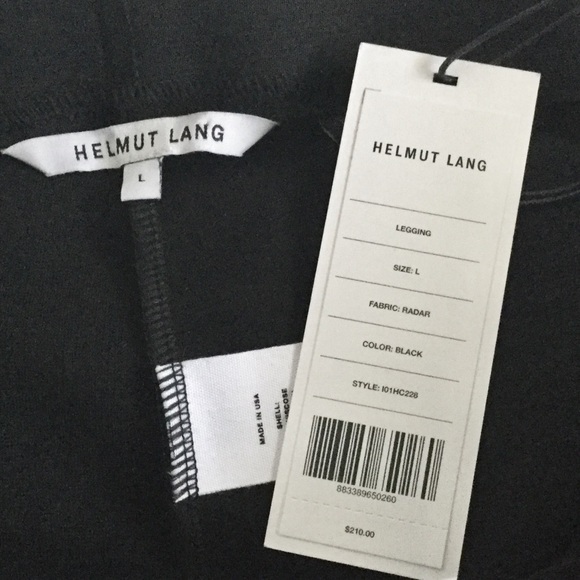 HELMUT LANG
L
MADE IN USA
SHELL:
HELMUT LANG
LEGGING
SIZE: L
FABRIC: RADAR
COLOR: BLACK
STYLE: I01HC226
883389650260
$210.00